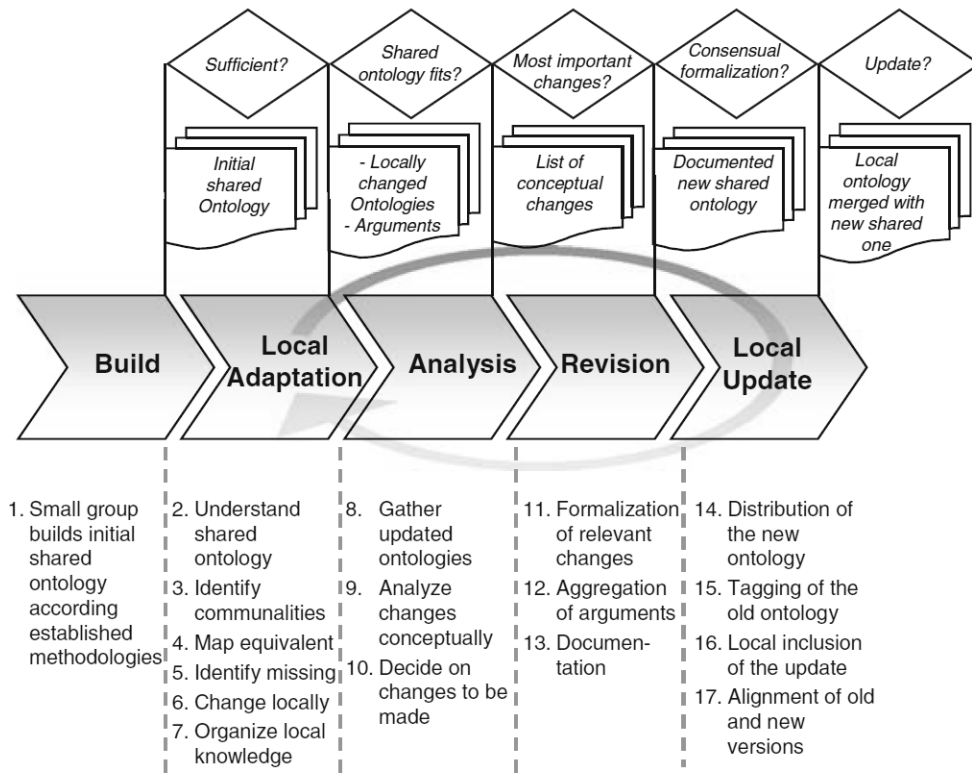 Sufficient?
Shared
ontology fits?
Most important
changes?
Consensual
formalization?
Update?
Initial
shared
Ontology
- Locally
changed
Ontologies
- Arguments
List of
conceptual
changes
Documented
new shared
ontology
Local
ontology
merged with
new shared
one
Build
Local
Adaptation
Analysis
Revision
Local
Update
1. Small group
builds initial
shared
ontology
according
established
methodologies
2. Understand
shared
ontology
3. Identify
communalities
4. Map equivalent
5. Identify missing
6. Change locally
7. Organize local
knowledge
8. Gather
updated
ontologies
9. Analyze
changes
conceptually
10. Decide on
changes to be
made
11. Formalization
of relevant
changes
12. Aggregation
of arguments
13. Documen-
tation
14. Distribution of
the new
ontology
15. Tagging of the
old ontology
16. Local inclusion
of the update
17. Alignment of old
and new
versions